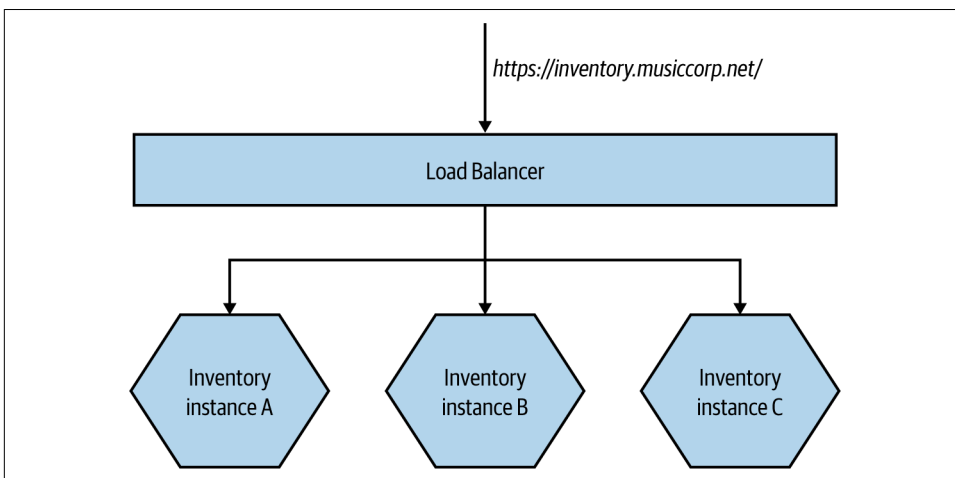 https://inventory.musiccorp.net/
Load Balancer
Inventory
instance A
Inventory
instance B
Inventory
instance C